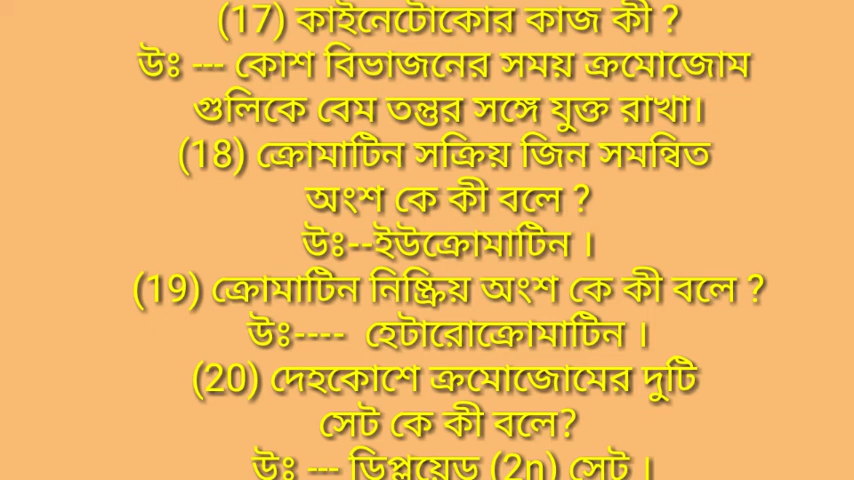 (17) কাইনেটোকোর কাজ কী ?
উঃ --- কোশ বিভাজনের সময় ক্রমোজোম
গুলিকে বেম তন্তুর সঙ্গে যুক্ত রাখা।
(18) ক্রোমাটিন সক্রিয় জিন সমন্বিত
অংশ কে কী বলে ?
উঃ--ইউক্রোমাটিন ।
(19) ক্রোমাটিন নিষ্ক্রিয় অংশ কে কী বলে ?
উঃ---- হেটারোক্রোমাটিন ।
(20) দেহকোশে ক্রমোজোমের দুটি
সেট কে কী বলে?
উঃ --- ডিপ্লয়েড (2n) সেট ।